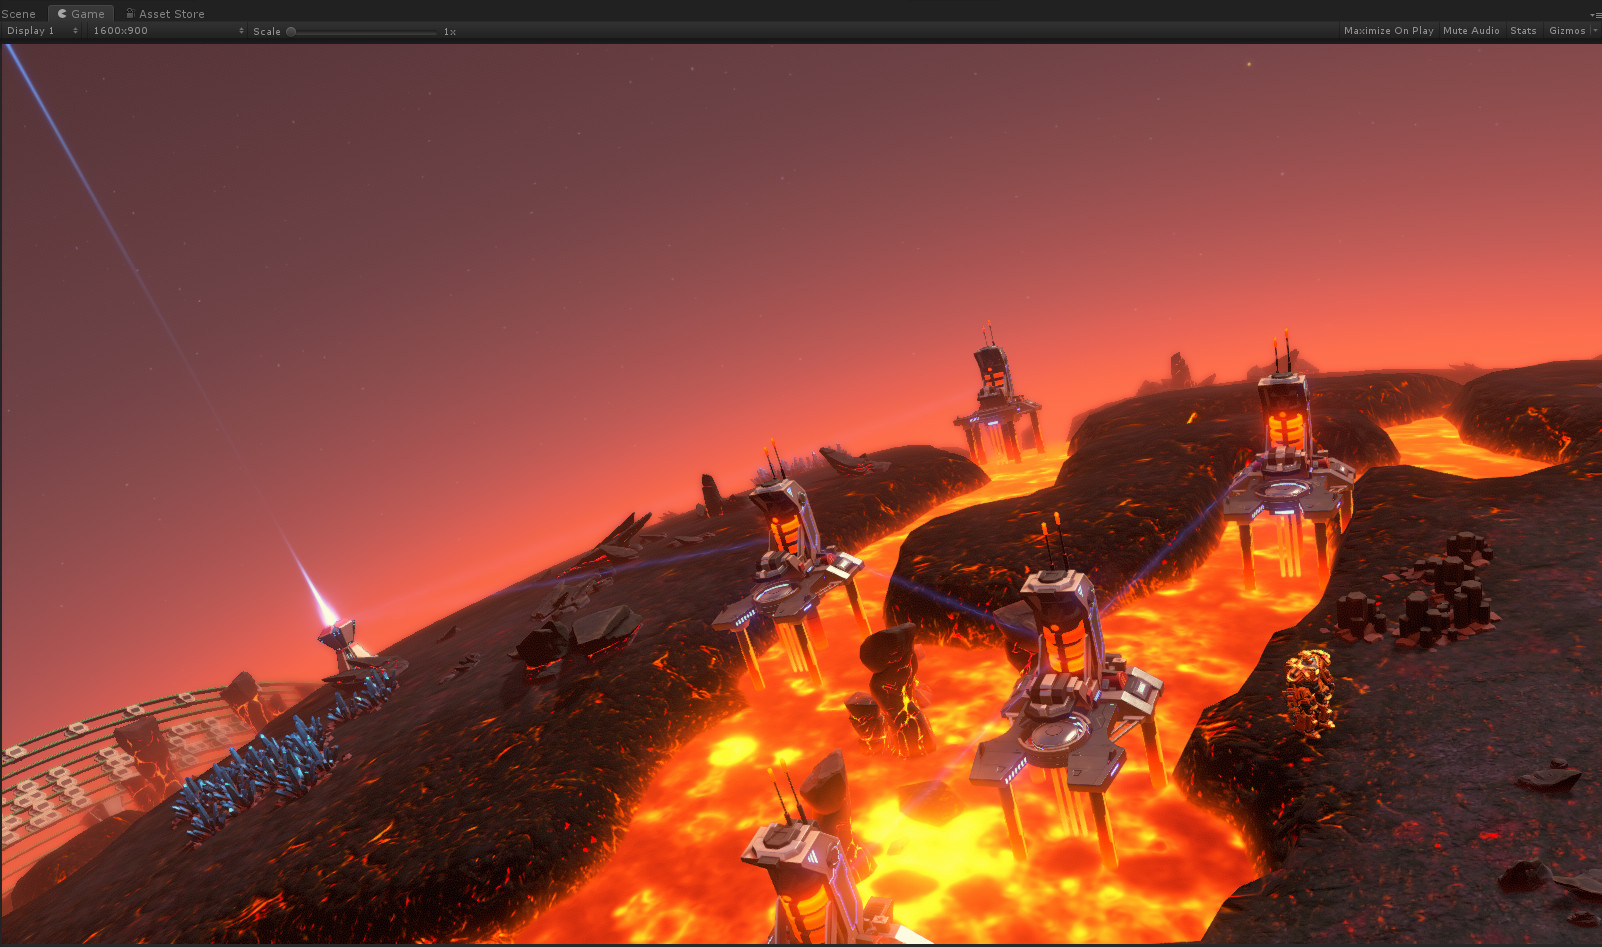 Scene Game Asset Store
Display 1 1600x900 Scale 1x Maximize On Play Mute Audio Stats Gizmos